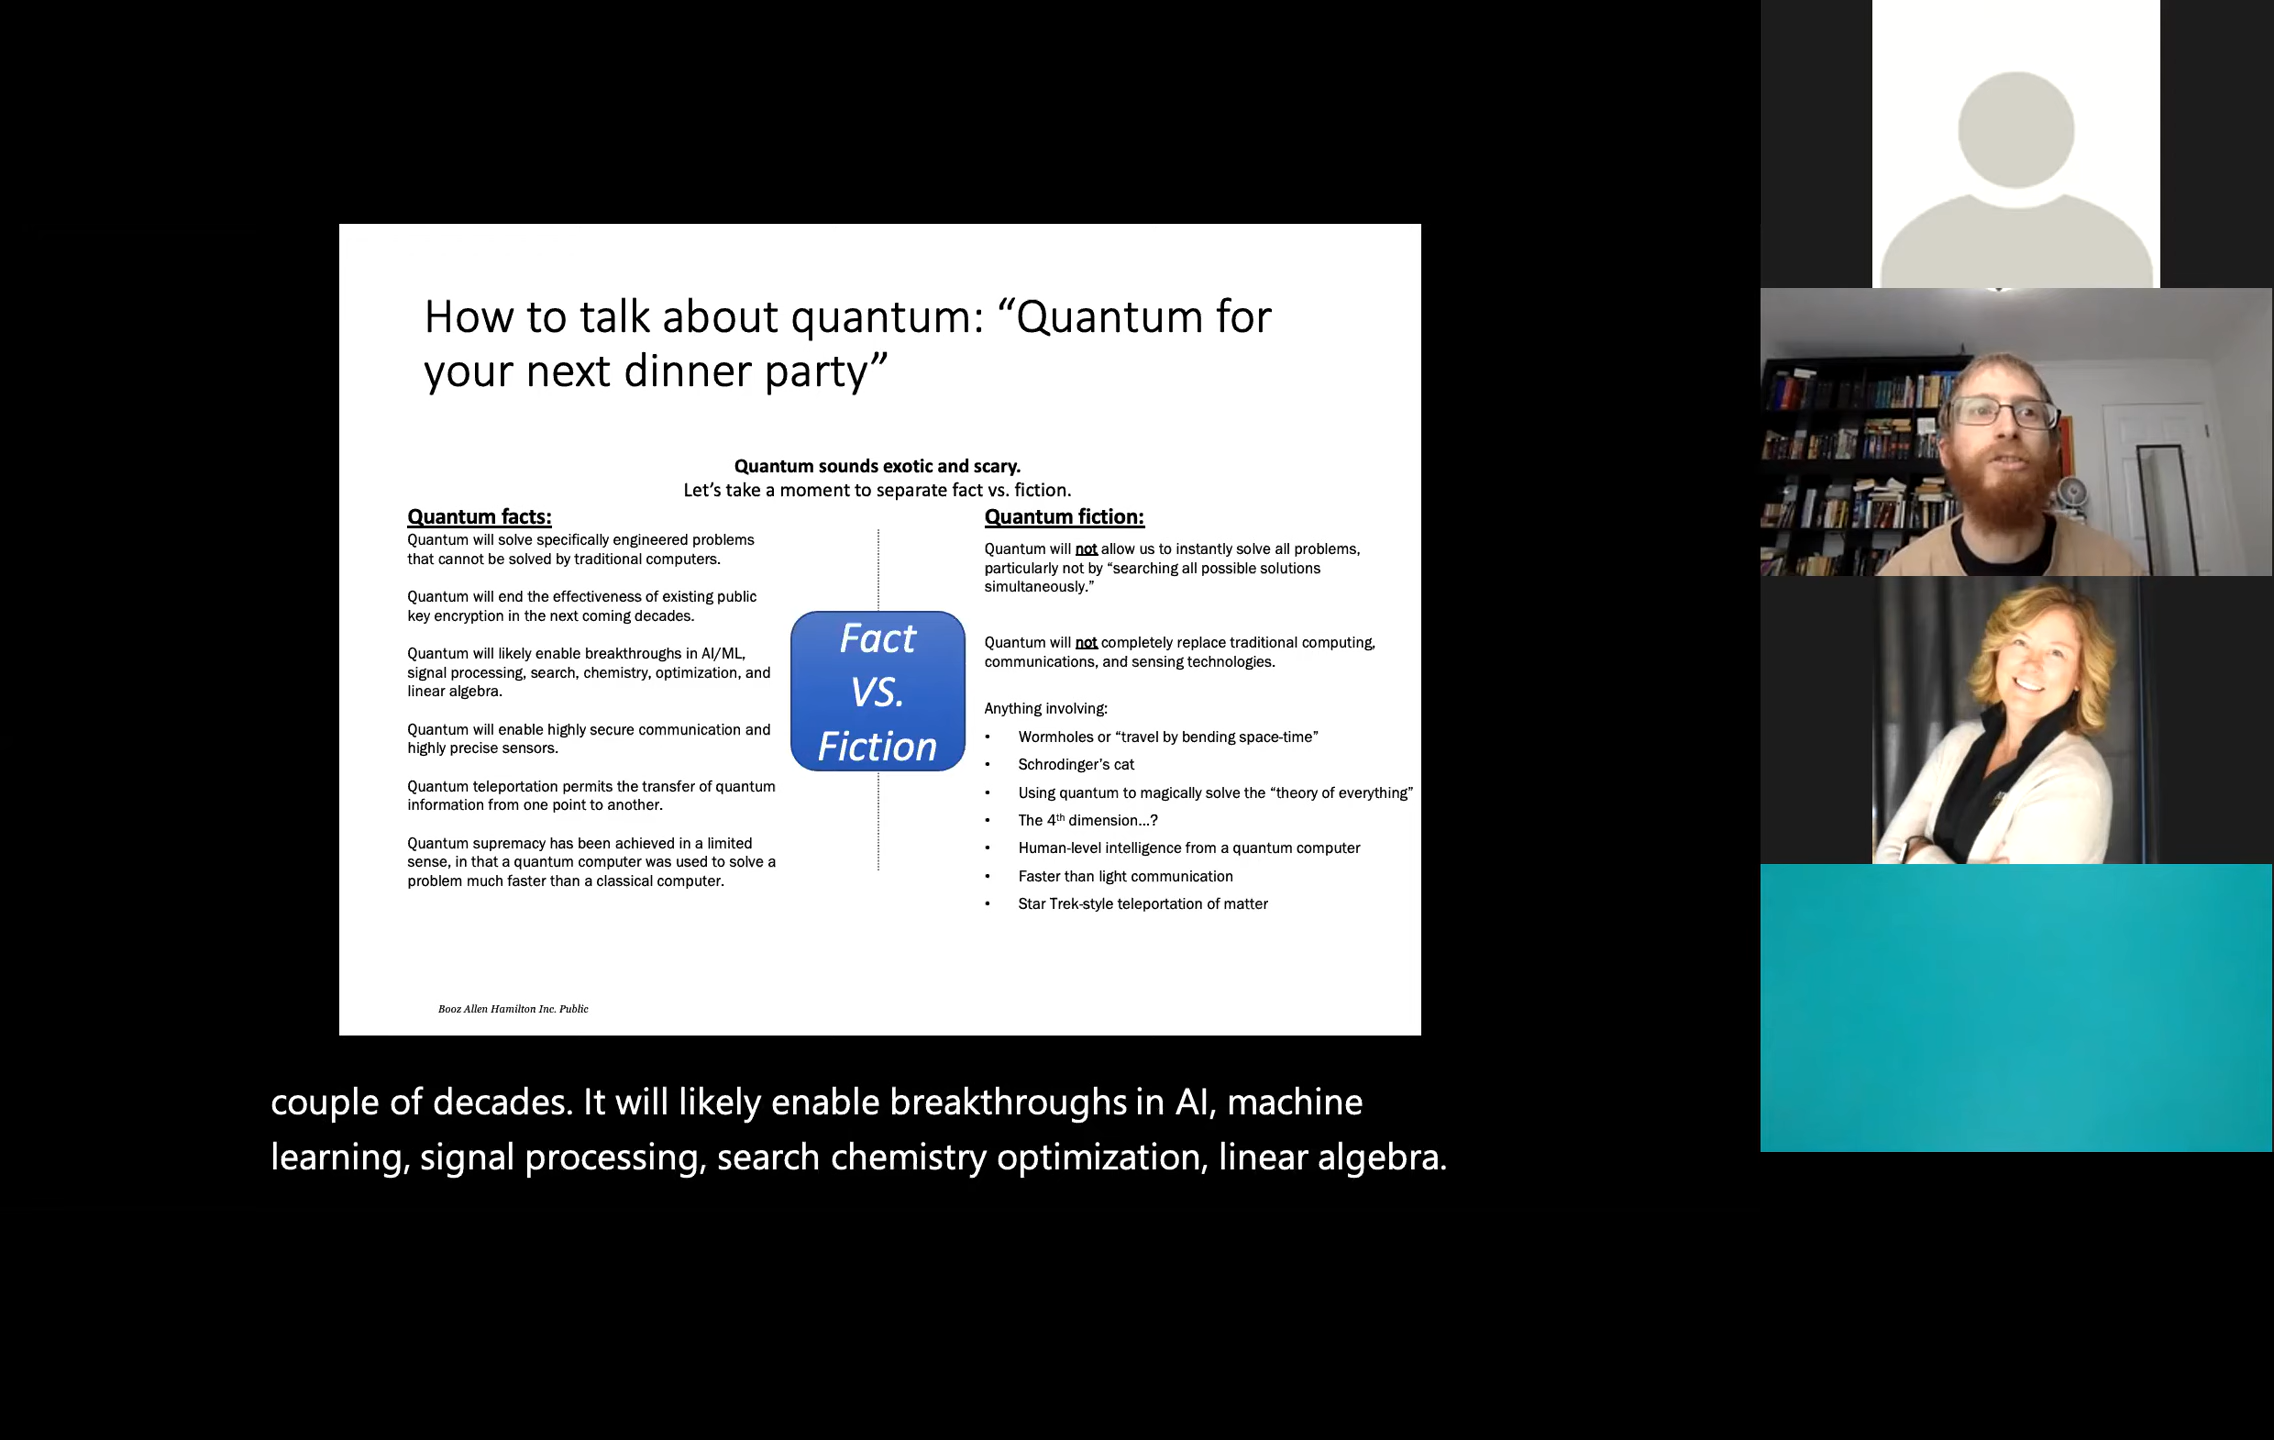 How to talk about quantum: “Quantum for
your next dinner party”
Quantum sounds exotic and scary.
Let’s take a moment to separate fact vs. fiction.
Quantum facts:
Quantum will solve specifically engineered problems
that cannot be solved by traditional computers.
Quantum will end the effectiveness of existing public
key encryption in the next coming decades.
Quantum will likely enable breakthroughs in AI/ML,
signal processing, search, chemistry, optimization, and
linear algebra.
Quantum will enable highly secure communication and
highly precise sensors.
Quantum teleportation permits the transfer of quantum
information from one point to another.
Quantum supremacy has been achieved in a limited
sense, in that a quantum computer was used to solve a
problem much faster than a classical computer.
Fact
VS.
Fiction
Quantum fiction:
Quantum will not allow us to instantly solve all problems,
particularly not by “searching all possible solutions
simultaneously.”
Quantum will not completely replace traditional computing,
communications, and sensing technologies.
Anything involving:
• Wormholes or “travel by bending space-time”
• Schrodinger’s cat
• Using quantum to magically solve the “theory of everything”
• The 4th dimension...?
• Human-level intelligence from a quantum computer
• Faster than light communication
• Star Trek-style teleportation of matter
Booz Allen Hamilton Inc. Public
couple of decades. It will likely enable breakthroughs in AI, machine
learning, signal processing, search chemistry optimization, linear algebra.